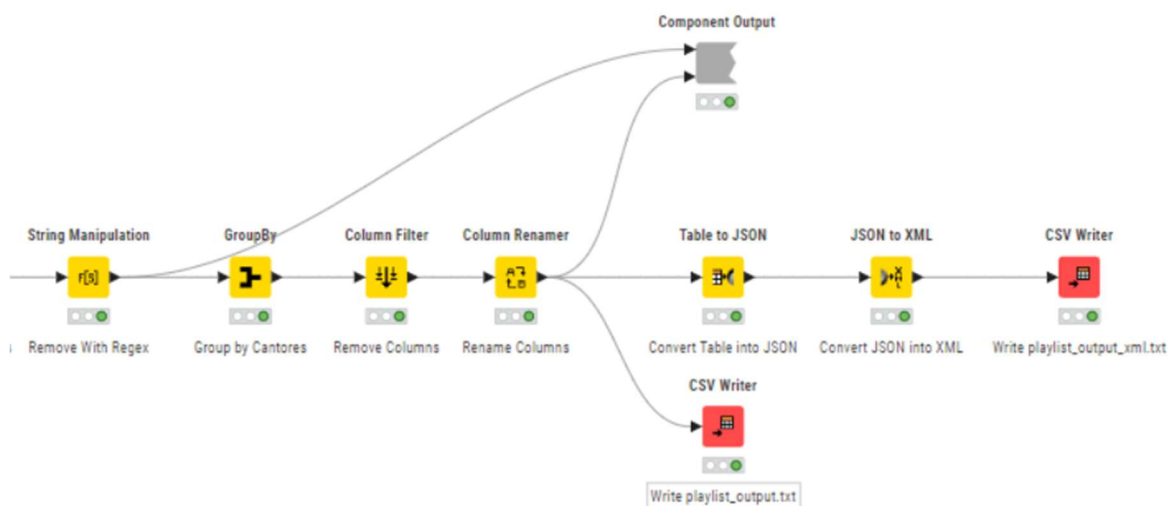 Component Output
String Manipulation
GroupBy
Column Filter
Column Renamer
Table to JSON
JSON to XML
CSV Writer
F[S]
Remove With Regex
Group by Cantores
Remove Columns
Rename Columns
Convert Table into JSON
Convert JSON into XML
Write playlist_output_xml.txt
CSV Writer
Write playlist_output.txt